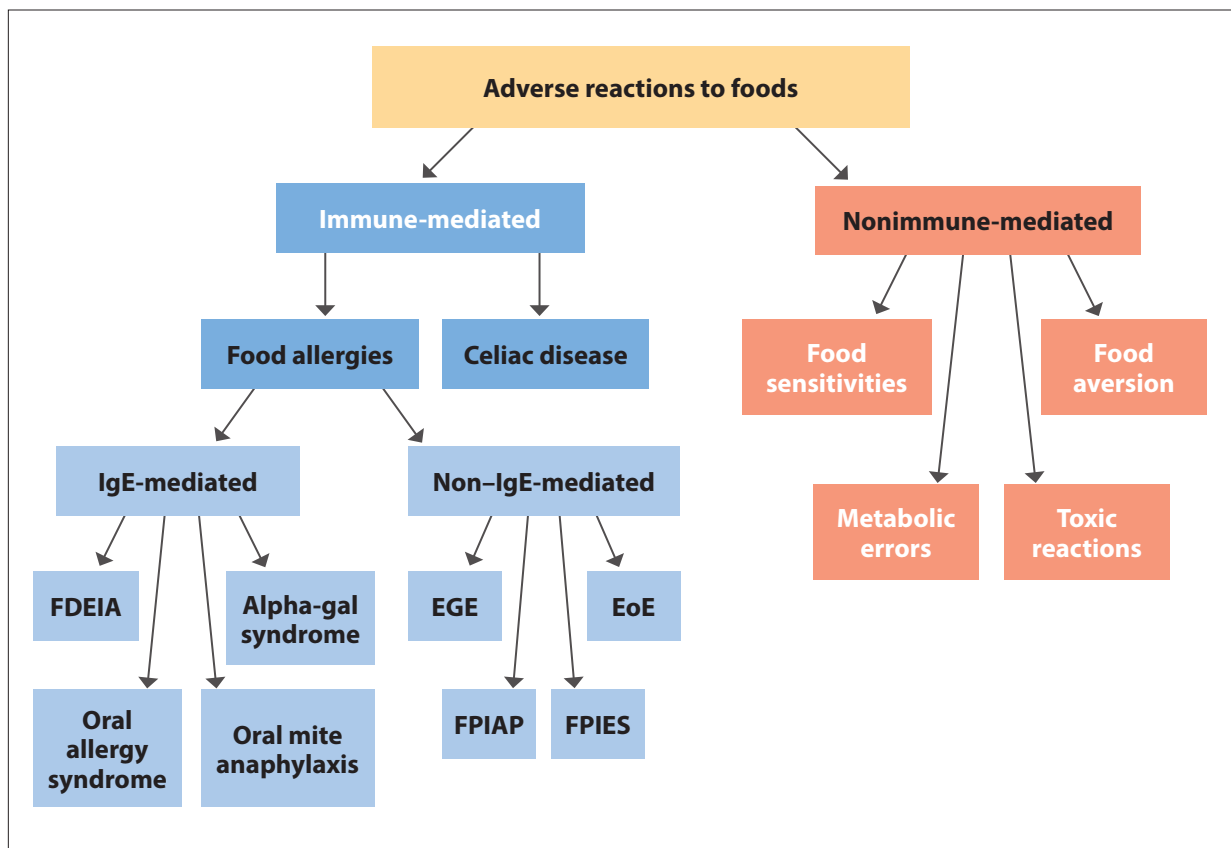 Adverse reactions to foods
Immune-mediated
Nonimmune-mediated
Food allergies
Celiac disease
Food
sensitivities
Food
aversion
IgE-mediated
Non–IgE-mediated
Metabolic
errors
Toxic
reactions
FDEIA
Alpha-gal
syndrome
EGE
EoE
Oral
allergy
syndrome
Oral mite
anaphylaxis
FPIAP
FPIES